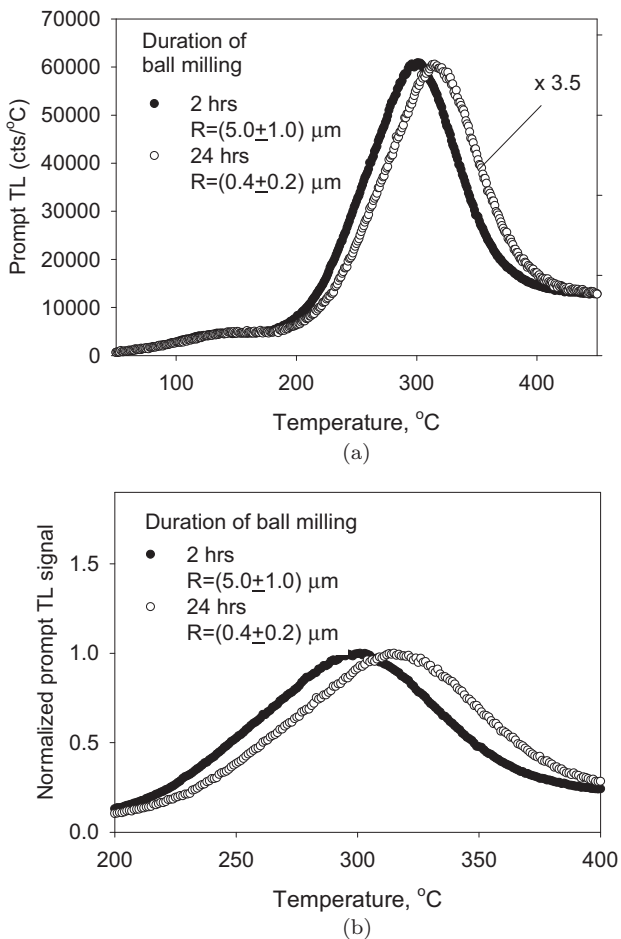 70000
60000
50000
40000
30000
20000
10000
0
Prompt TL (cts/°C)
Duration of
ball milling
2 hrs
R=(5.0±1.0) μm
24 hrs
R=(0.4±0.2) μm
x 3.5
100
200
300
400
Temperature, °C
(a)
1.5
1.0
0.5
0.0
Normalized prompt TL signal
Duration of ball milling
2 hrs
R=(5.0±1.0) μm
24 hrs
R=(0.4±0.2) μm
200
250
300
350
400
Temperature, °C
(b)